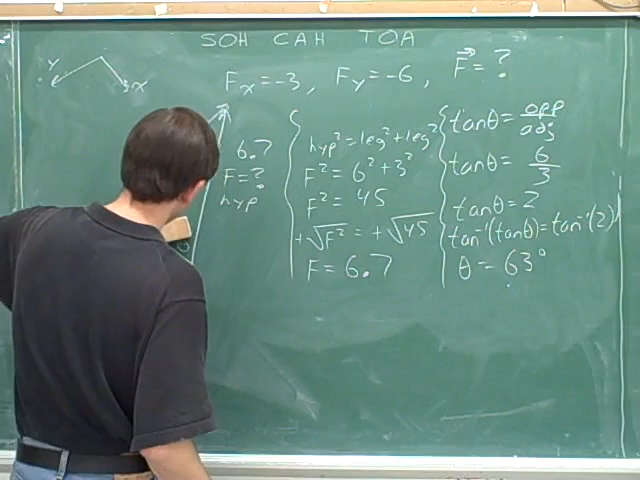 SOH CAH TOA
Fx = -3, Fy = -6, F = ?
Y
X
6.7
F = ?
hyp
hyp² = leg² + leg²
F² = 6² + 3²
F² = 45
+√F² = +√45
F = 6.7
tanθ = opp/adj
tanθ = 6/3
tanθ = 2
tan⁻¹(tanθ) = tan⁻¹(2)
θ = 63°